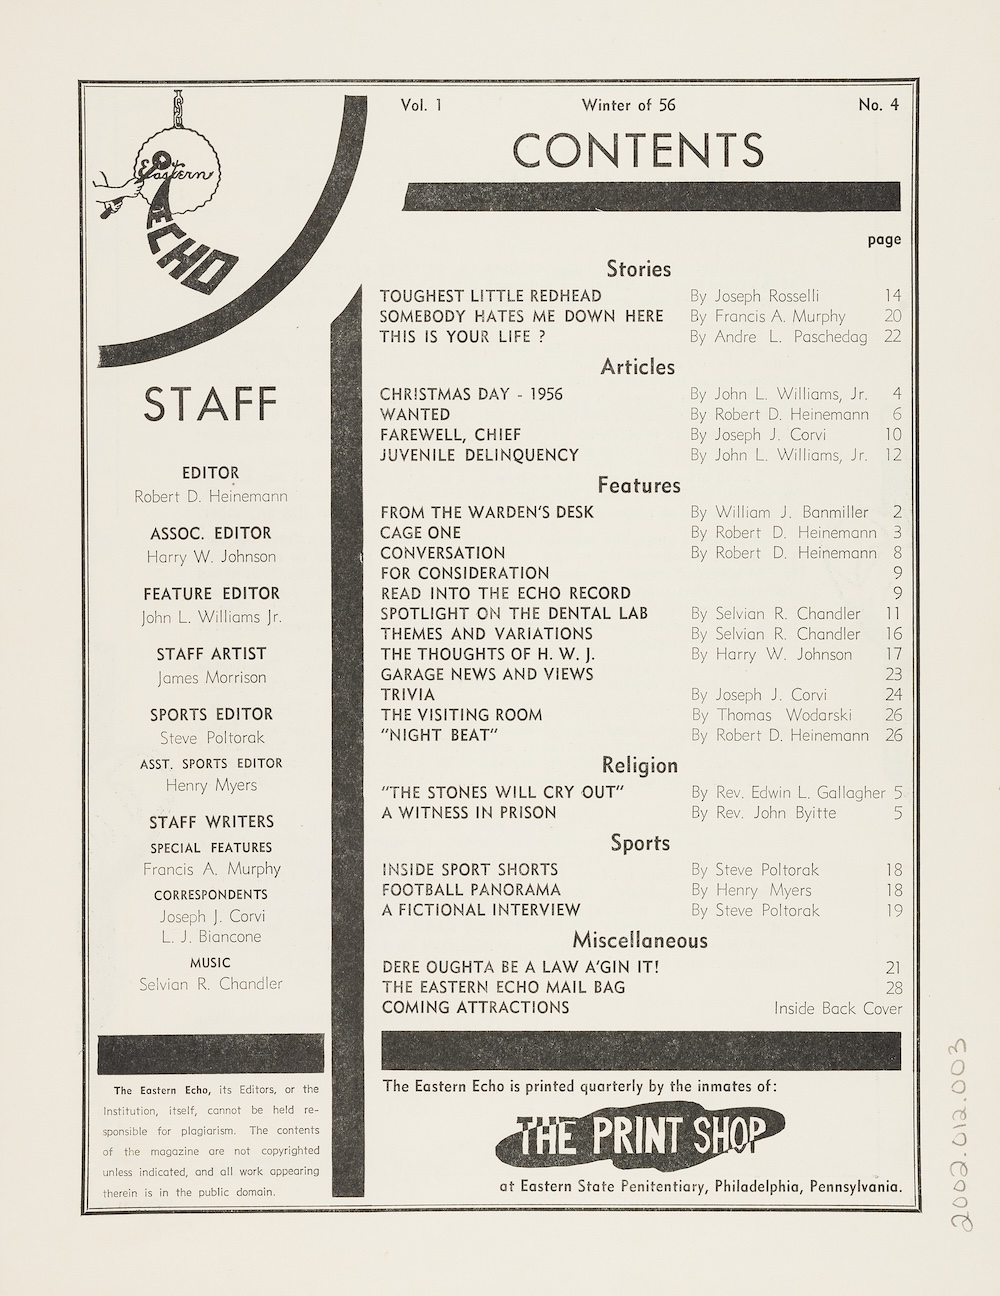 Eastern
ECHO
STAFF
EDITOR
Robert D. Heinemann
ASSOC. EDITOR
Harry W. Johnson
FEATURE EDITOR
John L. Williams Jr.
STAFF ARTIST
James Morrison
SPORTS EDITOR
Steve Poltorak
ASST. SPORTS EDITOR
Henry Myers
STAFF WRITERS
SPECIAL FEATURES
Francis A. Murphy
CORRESPONDENTS
Joseph J. Corvi
L. J. Biancone
MUSIC
Selvian R. Chandler
The Eastern Echo, its Editors, or the
Institution, itself, cannot be held re-
sponsible for plagiarism. The contents
of the magazine are not copyrighted
unless indicated, and all work appearing
therein is in the public domain.
Vol. 1 Winter of 56 No. 4
CONTENTS
page
Stories
TOUGHEST LITTLE REDHEAD By Joseph Rosselli 14
SOMEBODY HATES ME DOWN HERE By Francis A. Murphy 20
THIS IS YOUR LIFE ? By Andre L. Paschedag 22
Articles
CHRISTMAS DAY - 1956 By John L. Williams, Jr. 4
WANTED By Robert D. Heinemann 6
FAREWELL, CHIEF By Joseph J. Corvi 10
JUVENILE DELINQUENCY By John L. Williams, Jr. 12
Features
FROM THE WARDEN'S DESK By William J. Banmiller 2
CAGE ONE By Robert D. Heinemann 3
CONVERSATION By Robert D. Heinemann 8
FOR CONSIDERATION 9
READ INTO THE ECHO RECORD 9
SPOTLIGHT ON THE DENTAL LAB By Selvian R. Chandler 11
THEMES AND VARIATIONS By Selvian R. Chandler 16
THE THOUGHTS OF H. W. J. By Harry W. Johnson 17
GARAGE NEWS AND VIEWS 23
TRIVIA By Joseph J. Corvi 24
THE VISITING ROOM By Thomas Wodarski 26
"NIGHT BEAT" By Robert D. Heinemann 26
Religion
"THE STONES WILL CRY OUT" By Rev. Edwin L. Gallagher 5
A WITNESS IN PRISON By Rev. John Byitte 5
Sports
INSIDE SPORT SHORTS By Steve Poltorak 18
FOOTBALL PANORAMA By Henry Myers 18
A FICTIONAL INTERVIEW By Steve Poltorak 19
Miscellaneous
DERE OUGHTA BE A LAW A'GIN IT! 21
THE EASTERN ECHO MAIL BAG 28
COMING ATTRACTIONS Inside Back Cover
The Eastern Echo is printed quarterly by the inmates of:
THE PRINT SHOP
at Eastern State Penitentiary, Philadelphia, Pennsylvania.
2002.012.003